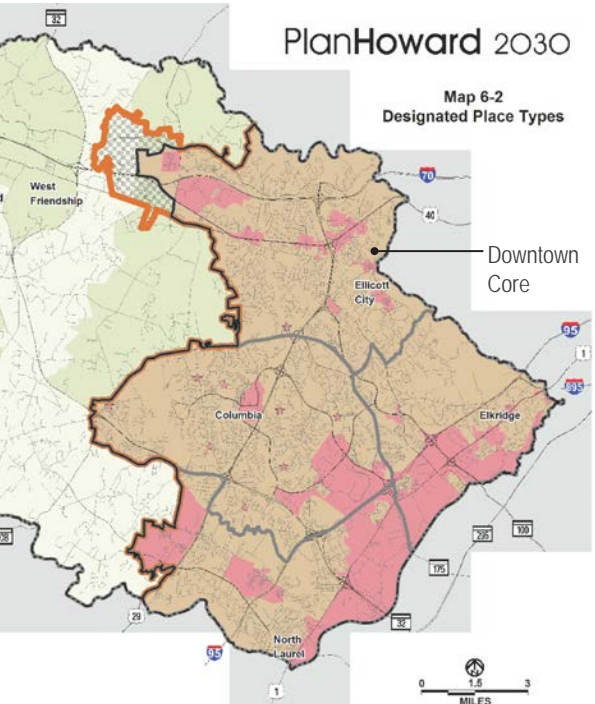 32
PlanHoward 2030
Map 6-2
Designated Place Types
70
West
Friendship
40
Downtown
Core
Ellicott
City
95
1
895
Columbia
Elkridge
100
295
175
32
29
North
Laurel
95
1
0 1.5 3
MILES